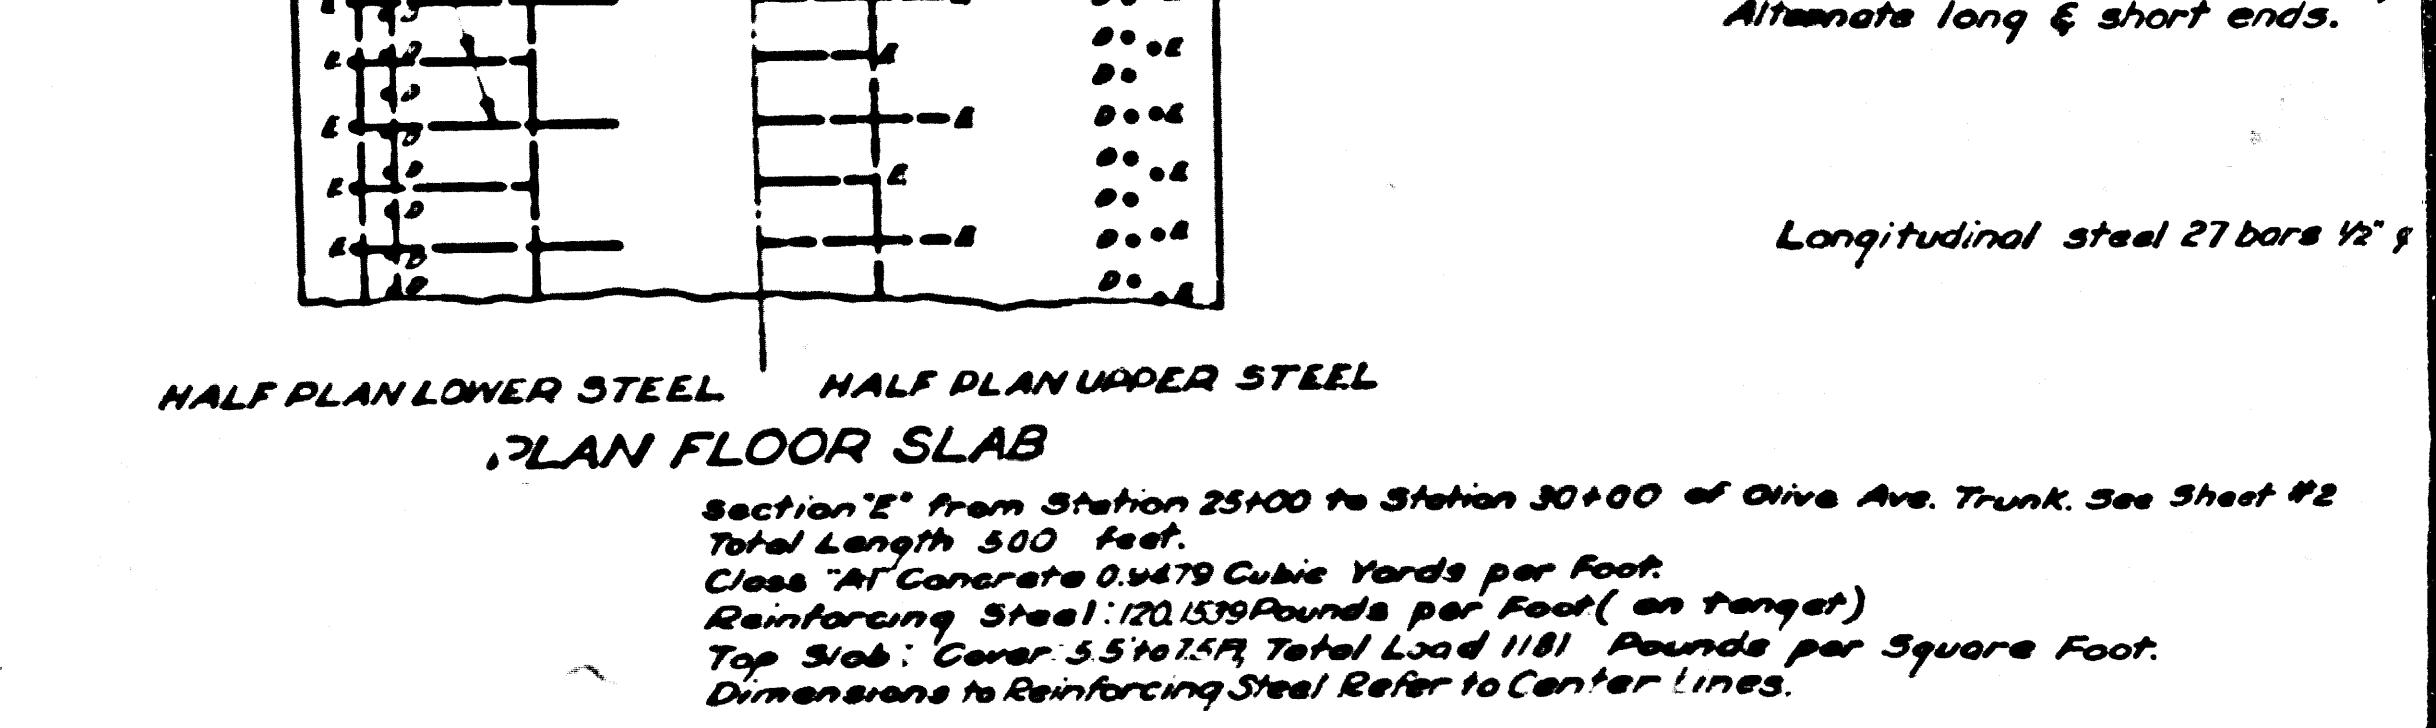 Alternate long & short ends.
E D
D E
E D E D
D • • E
D
D •
E D E D • • E
D
E D E D • • E
D
D •
E D E D • • E
D
D D •
• E
Longitudinal steel 27 bars ½" φ
HALF PLAN LOWER STEEL HALF PLAN UPPER STEEL
PLAN FLOOR SLAB
Section "E" from Station 25+00 to Station 30+00 of Olive Ave. Trunk. See Sheet #2
Total Length 500 feet.
Class "A1" Concrete Cubic Yards per Foot.
Reinforcing Steel: 120.1539 Pounds per Foot ( on tanget)
Top Slab: Cover 5.5 to 7.5 Ft, Total Load 1181 Pounds per Square Foot.
Dimensions to Reinforcing Steel Refer to Center Lines.